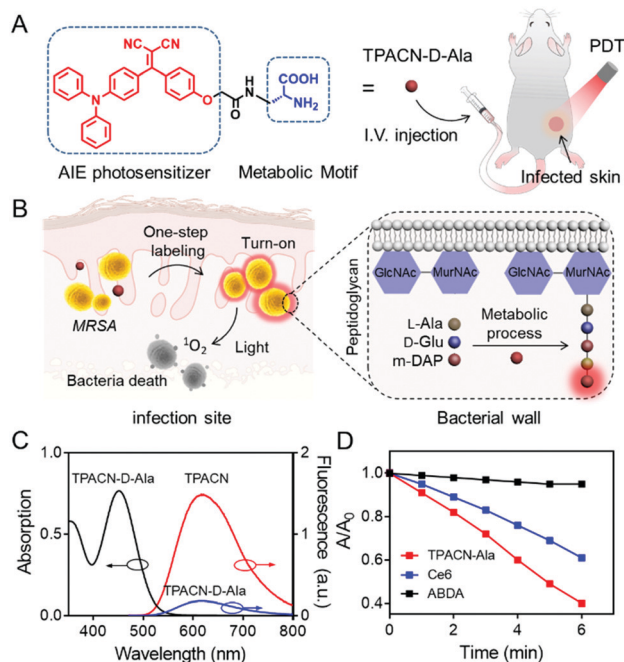 A
CN CN
COOH
N
O
O
H
N
NH2
AIE photosensitizer
Metabolic Motif
=
TPACN-D-Ala
I.V. injection
PDT
Infected skin
B
One-step
labeling
Turn-on
MRSA
1O2
Light
Bacteria death
infection site
Peptidoglycan
GlcNAc
MurNAc
GlcNAc
MurNAc
L-Ala
D-Glu
m-DAP
Metabolic
process
Bacterial wall
C
TPACN-D-Ala
TPACN
TPACN-D-Ala
Absorption
1.0
0.5
0.0
2
1
0
Fluorescence (a.u.)
400 500 600 700 800
Wavelength (nm)
D
A/A0
1.0
0.8
0.6
0.4
TPACN-Ala
Ce6
ABDA
0 2 4 6
Time (min)